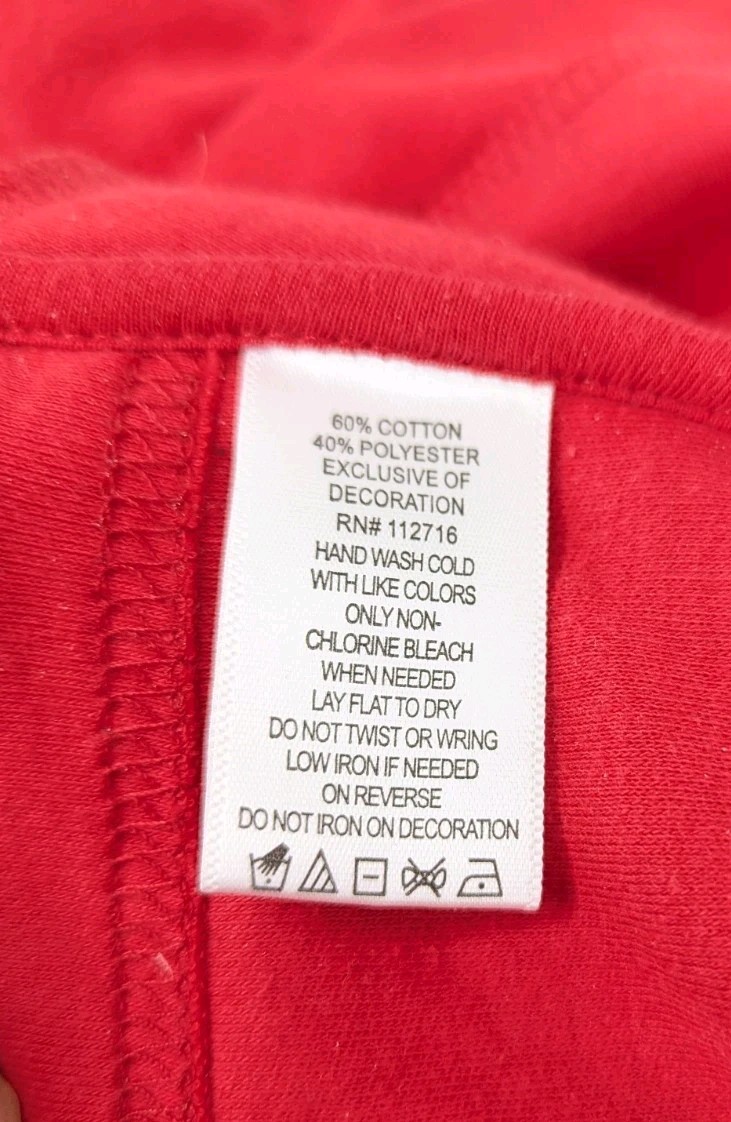 60% COTTON
40% POLYESTER
EXCLUSIVE OF
DECORATION
RN# 112716
HAND WASH COLD
WITH LIKE COLORS
ONLY NON-
CHLORINE BLEACH
WHEN NEEDED
LAY FLAT TO DRY
DO NOT TWIST OR WRING
LOW IRON IF NEEDED
ON REVERSE
DO NOT IRON ON DECORATION